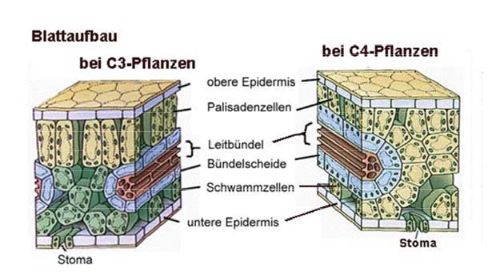 Blattaufbau
bei C3-Pflanzen
bei C4-Pflanzen
obere Epidermis
Palisadenzellen
Leitbündel
Bündelscheide
Schwammzellen
untere Epidermis
Stoma
Stoma